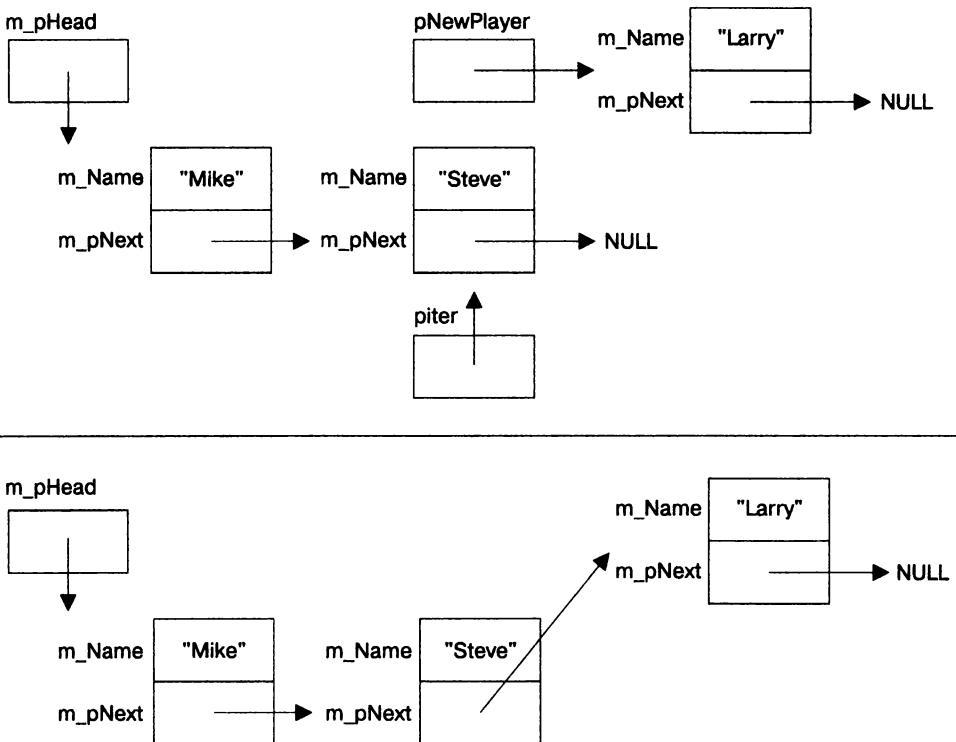 m_pHead
pNewPlayer
m_Name "Larry"
m_pNext NULL
m_Name "Mike" m_Name "Steve"
m_pNext m_pNext NULL
piter
m_pHead
m_Name "Larry"
m_pNext NULL
m_Name "Mike" m_Name "Steve"
m_pNext m_pNext